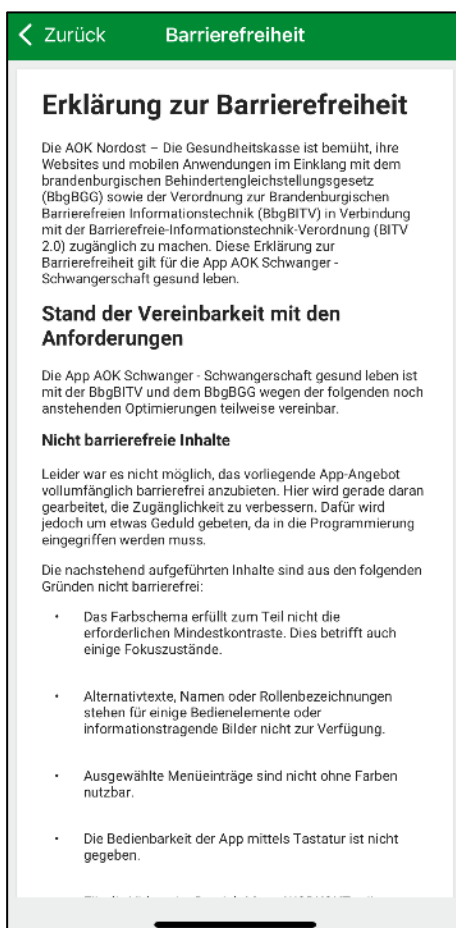 Zurück Barrierefreiheit
Erklärung zur Barrierefreiheit
Die AOK Nordost – Die Gesundheitskasse ist bemüht, ihre
Websites und mobilen Anwendungen im Einklang mit dem
brandenburgischen Behindertengleichstellungsgesetz
(BbgBGG) sowie der Verordnung zur Brandenburgischen
Barrierefreien Informationstechnik (BbgBITV) in Verbindung
mit der Barrierefreie-Informationstechnik-Verordnung (BITV
2.0) zugänglich zu machen. Diese Erklärung zur
Barrierefreiheit gilt für die App AOK Schwanger -
Schwangerschaft gesund leben.
Stand der Vereinbarkeit mit den
Anforderungen
Die App AOK Schwanger - Schwangerschaft gesund leben ist
mit der BbgBITV und dem BbgBGG wegen der folgenden noch
anstehenden Optimierungen teilweise vereinbar.
Nicht barrierefreie Inhalte
Leider war es nicht möglich, das vorliegende App-Angebot
vollumfänglich barrierefrei anzubieten. Hier wird gerade daran
gearbeitet, die Zugänglichkeit zu verbessern. Dafür wird
jedoch um etwas Geduld gebeten, da in die Programmierung
eingegriffen werden muss.
Die nachstehend aufgeführten Inhalte sind aus den folgenden
Gründen nicht barrierefrei:
• Das Farbschema erfüllt zum Teil nicht die
erforderlichen Mindestkontraste. Dies betrifft auch
einige Fokuszustände.
• Alternativtexte, Namen oder Rollenbezeichnungen
stehen für einige Bedienelemente oder
informationstragende Bilder nicht zur Verfügung.
• Ausgewählte Menüeinträge sind nicht ohne Farben
nutzbar.
• Die Bedienbarkeit der App mittels Tastatur ist nicht
gegeben.